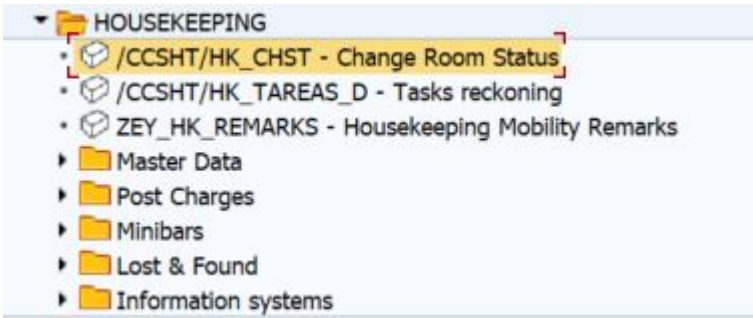 HOUSEKEEPING
/CCSHT/HK_CHST - Change Room Status
/CCSHT/HK_TAREAS_D - Tasks reckoning
ZEY_HK_REMARKS - Housekeeping Mobility Remarks
Master Data
Post Charges
Minibars
Lost & Found
Information systems